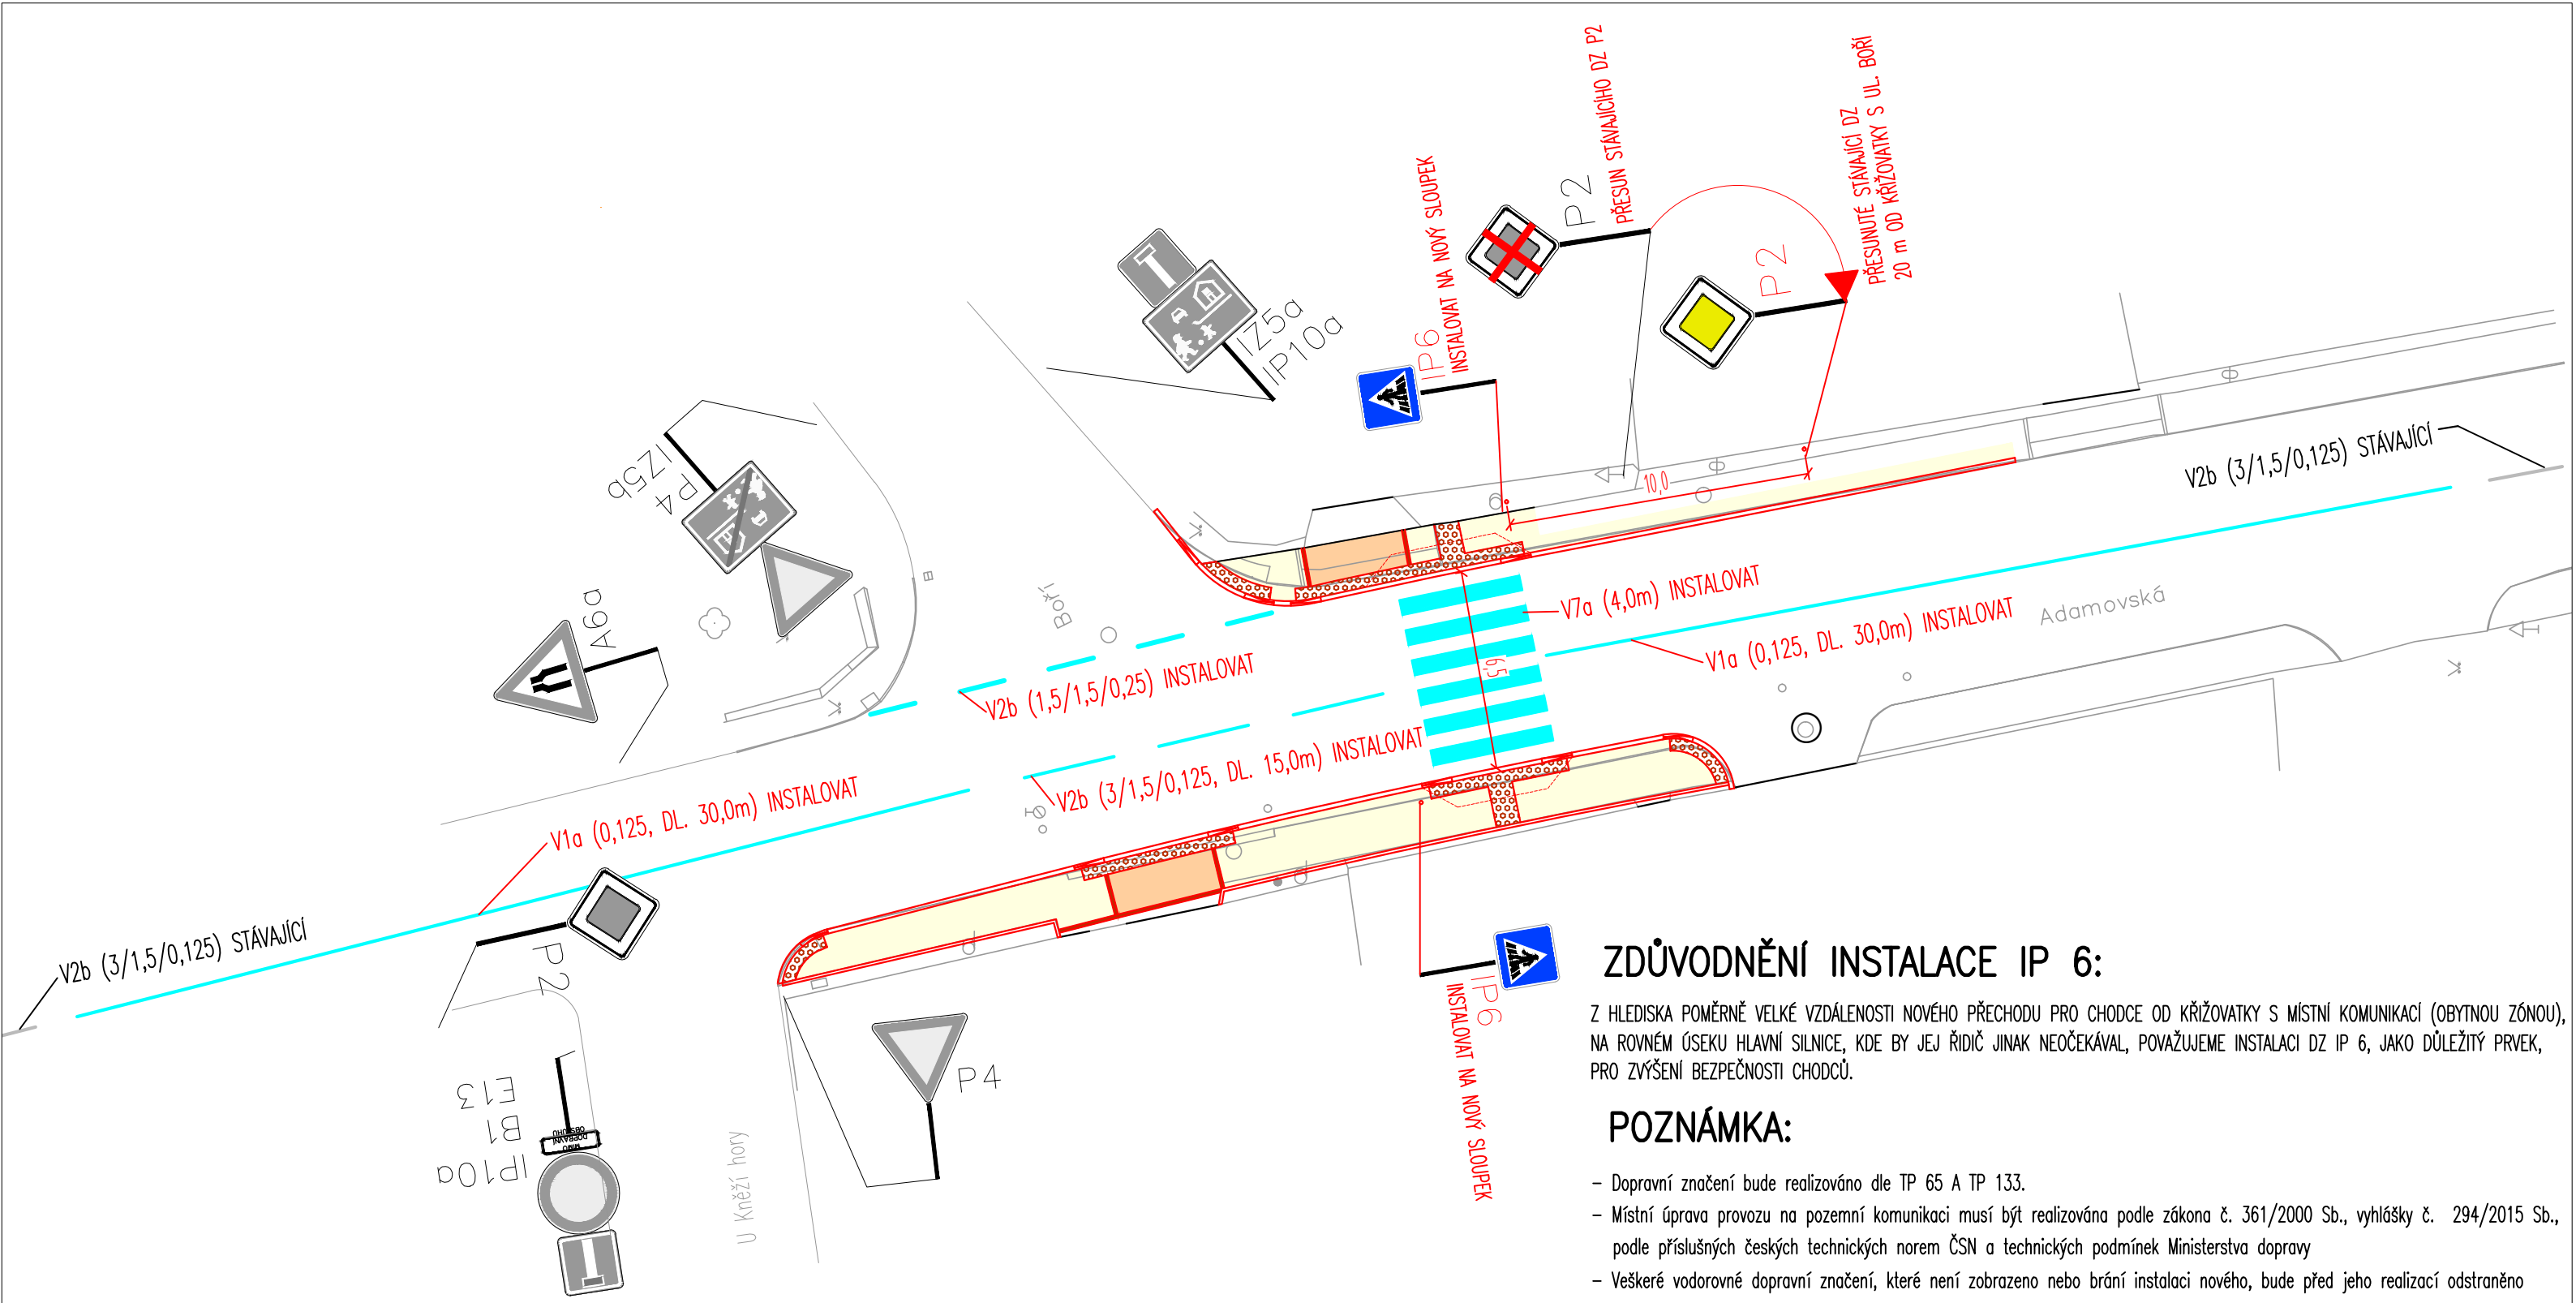 PŘESUN STÁVAJÍCÍHO DZ P2
PŘESUNUTÉ STÁVAJÍCÍ DZ
20 m OD KŘIŽOVATKY S UL. BOŘÍ
P2
P2
IP6
INSTALOVAT NA NOVÝ SLOUPEK
IZ5a
IP10a
P4
IZ5b
A6a
10,0
V2b (3/1,5/0,125) STÁVAJÍCÍ
Boří
V7a (4,0m) INSTALOVAT
V1a (0,125, DL. 30,0m) INSTALOVAT
Adamovská
6,5
V2b (1,5/1,5/0,25) INSTALOVAT
V2b (3/1,5/0,125, DL. 15,0m) INSTALOVAT
V1a (0,125, DL. 30,0m) INSTALOVAT
V2b (3/1,5/0,125) STÁVAJÍCÍ
P2
P4
E13
B1
IP10a
MIMO
DOPRAVNÍ
OBSLUHU
U Kněží hory
IP6
INSTALOVAT NA NOVÝ SLOUPEK
ZDŮVODNĚNÍ INSTALACE IP 6:
Z HLEDISKA POMĚRNĚ VELKÉ VZDÁLENOSTI NOVÉHO PŘECHODU PRO CHODCE OD KŘIŽOVATKY S MÍSTNÍ KOMUNIKACÍ (OBYTNOU ZÓNOU),
NA ROVNÉM ÚSEKU HLAVNÍ SILNICE, KDE BY JEJ ŘIDIČ JINAK NEOČEKÁVAL, POVAŽUJEME INSTALACI DZ IP 6, JAKO DŮLEŽITÝ PRVEK,
PRO ZVÝŠENÍ BEZPEČNOSTI CHODCŮ.
POZNÁMKA:
– Dopravní značení bude realizováno dle TP 65 A TP 133.
– Místní úprava provozu na pozemní komunikaci musí být realizována podle zákona č. 361/2000 Sb., vyhlášky č. 294/2015 Sb.,
podle příslušných českých technických norem ČSN a technických podmínek Ministerstva dopravy
– Veškeré vodorovné dopravní značení, které není zobrazeno nebo brání instalaci nového, bude před jeho realizací odstraněno